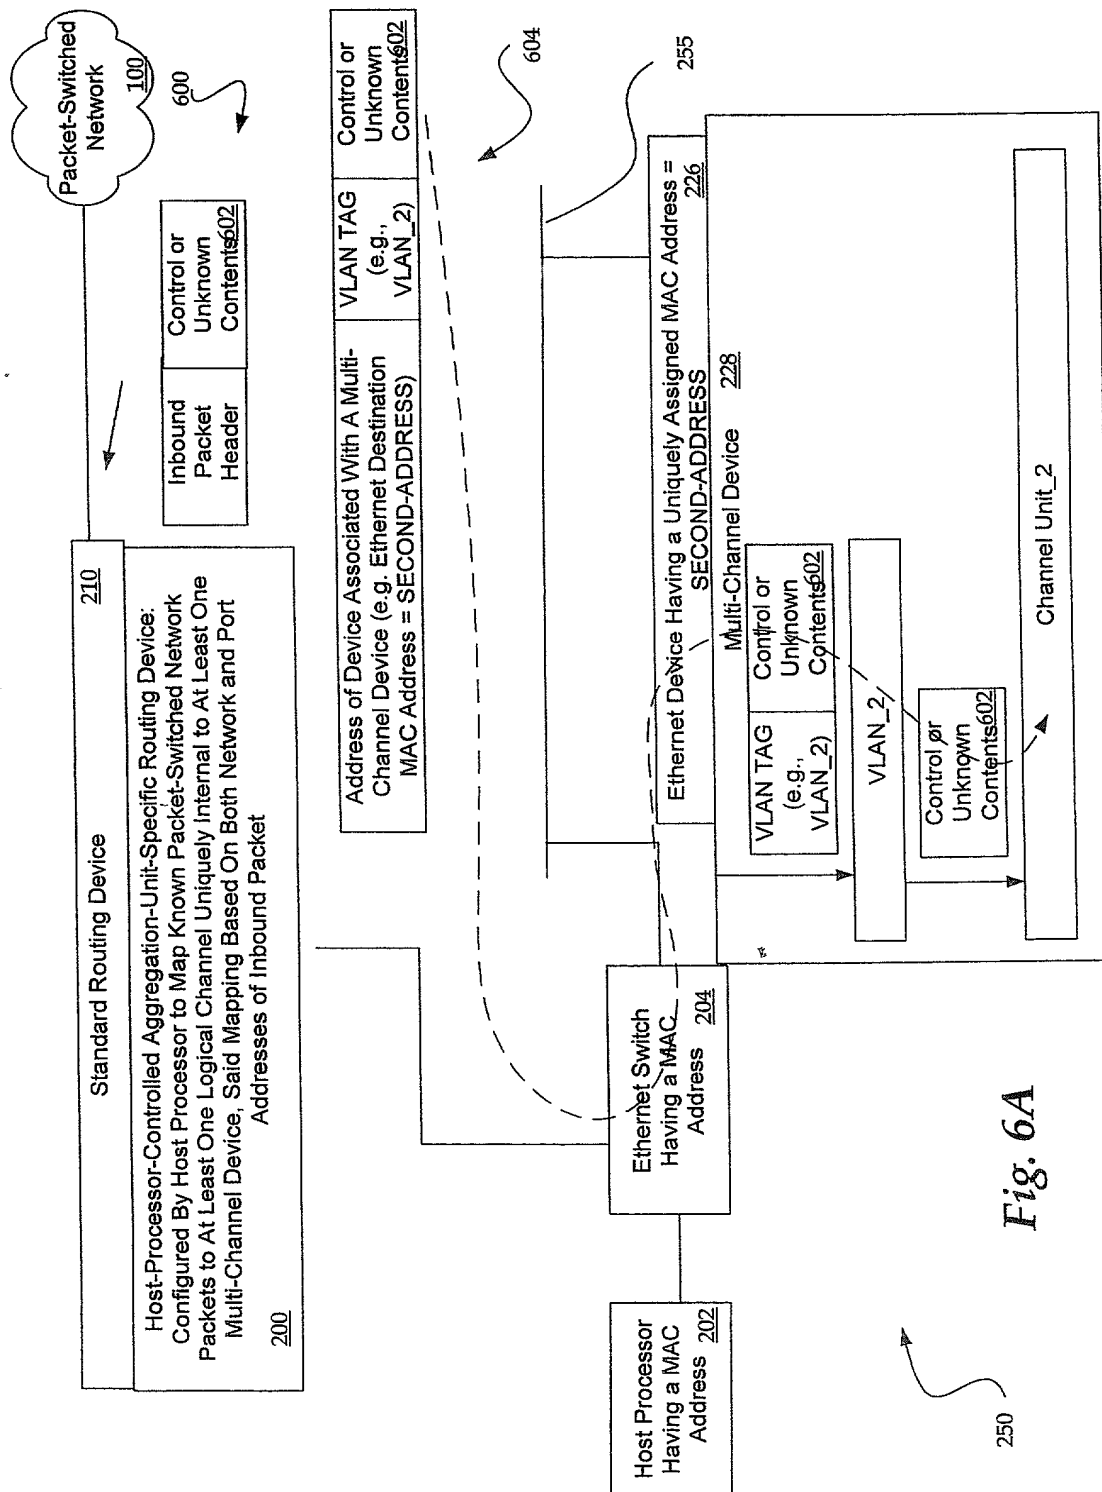 Packet-Switched
Network
100
600
Standard Routing Device
210
Host-Processor-Controlled Aggregation-Unit-Specific Routing Device:
Configured By Host Processor to Map Known Packet-Switched Network
Packets to At Least One Logical Channel Uniquely Internal to At Least One
Multi-Channel Device, Said Mapping Based On Both Network and Port
Addresses of Inbound Packet
200
Inbound
Packet
Header
Control or
Unknown
Contents602
Address of Device Associated With A Multi-
Channel Device (e.g. Ethernet Destination
MAC Address = SECOND-ADDRESS)
VLAN TAG
(e.g.,
VLAN_2)
Control or
Unknown
Contents602
604
255
Host Processor
Having a MAC
Address
202
Ethernet Switch
Having a MAC
Address
204
Ethernet Device Having a Uniquely Assigned MAC Address =
SECOND-ADDRESS
226
Multi-Channel Device
228
VLAN TAG
(e.g.,
VLAN_2)
Control or
Unknown
Contents602
VLAN_2
Control or
Unknown
Contents602
Channel Unit_2
250
Fig. 6A